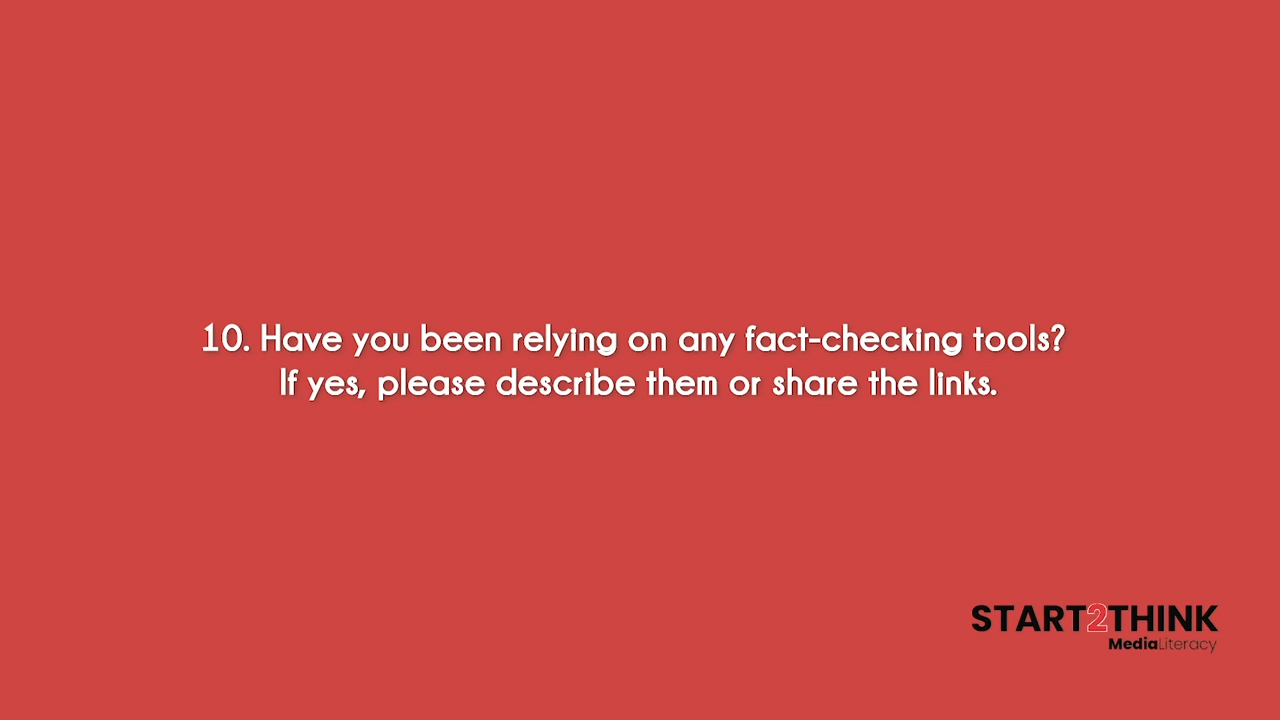 10. Have you been relying on any fact-checking tools?
If yes, please describe them or share the links.
START2THINK
MediaLiteracy